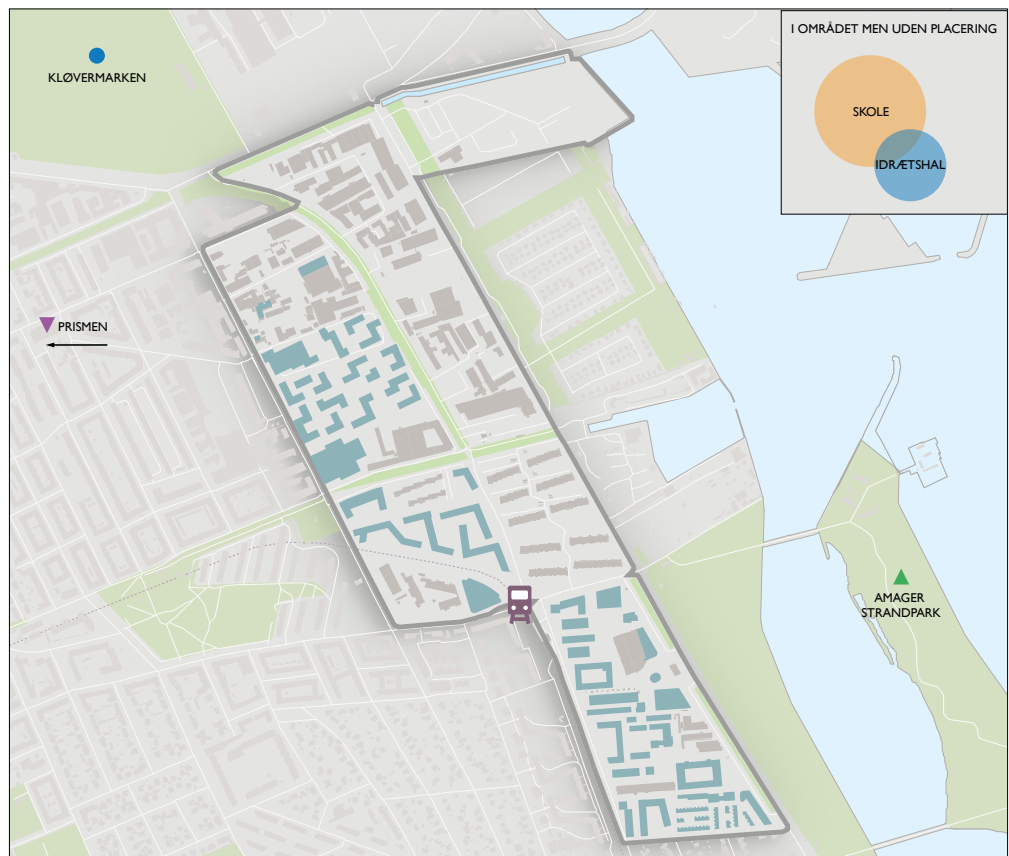 I OMRÅDET MEN UDEN PLACERING
SKOLE
IDRÆTSHAL
KLØVERMARKEN
PRISMEN
AMAGER
STRANDPARK